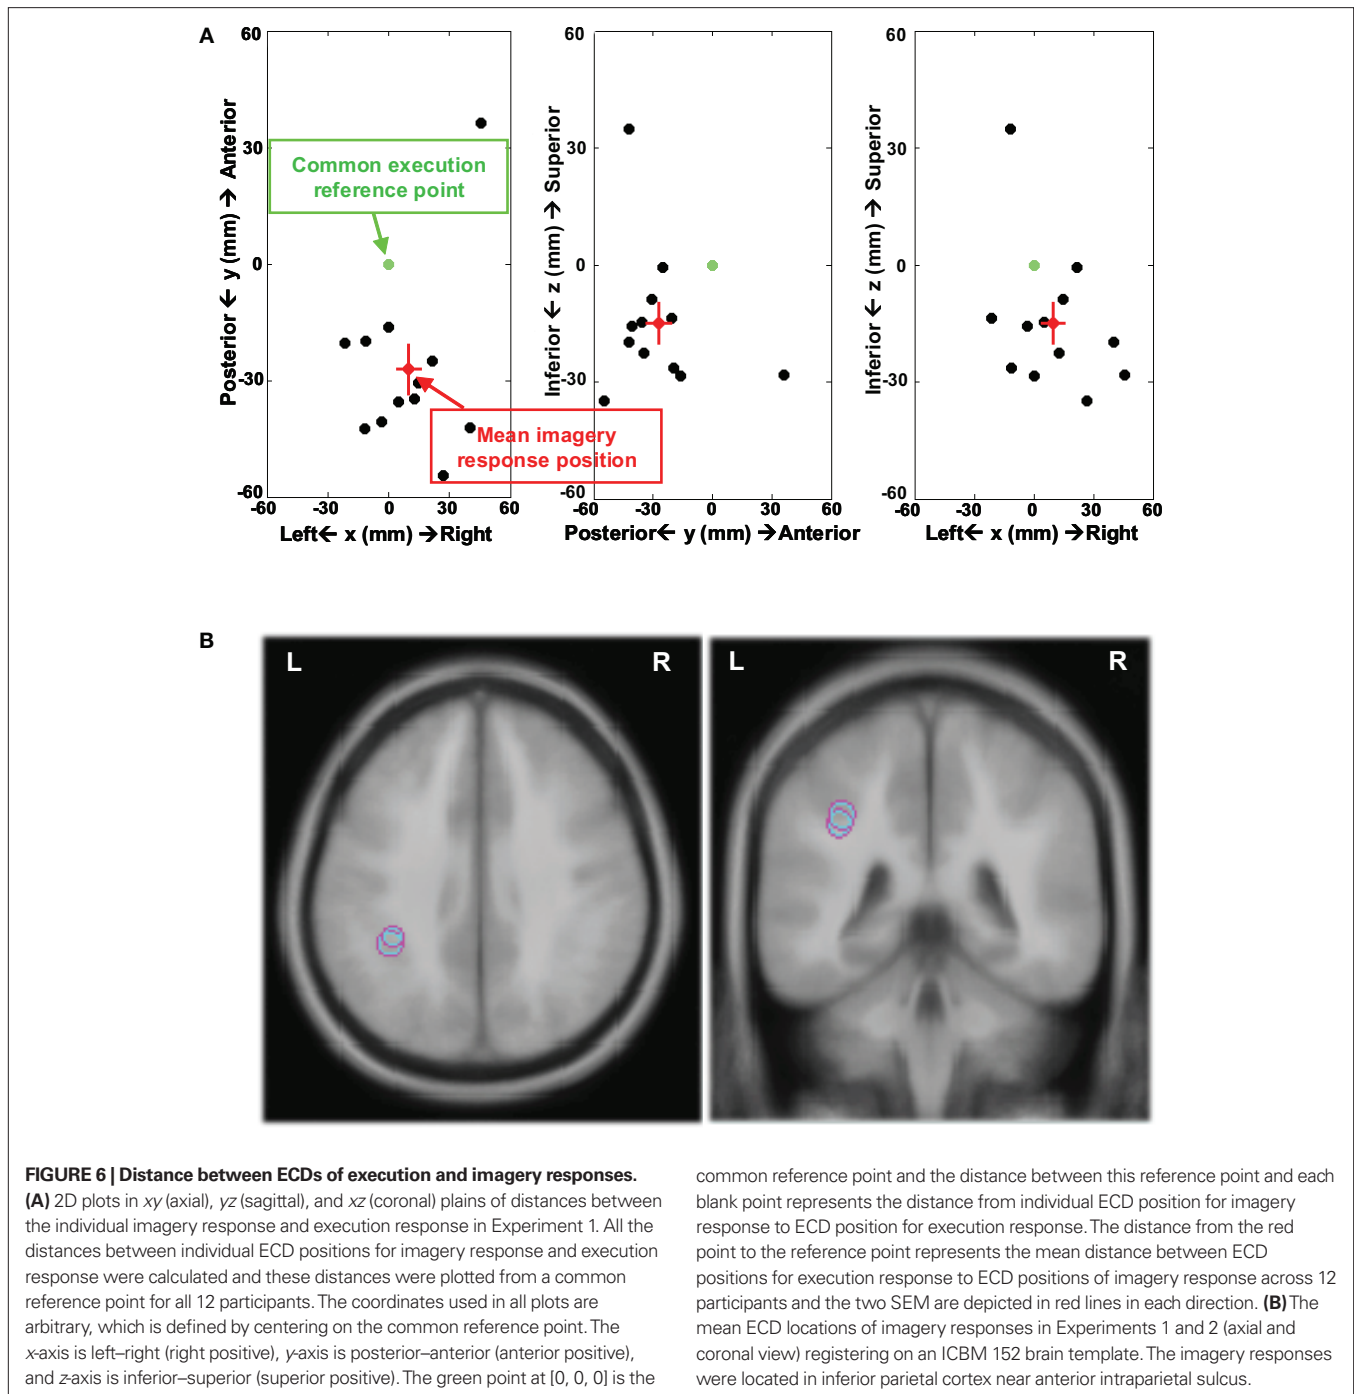 A
60
30
0
-30
-60
Posterior ← y (mm) → Anterior
-60
-30
0
30
60
Left← x (mm) →Right
Common execution
reference point
Mean imagery
response position
60
30
0
-30
-60
Inferior ← z (mm) → Superior
-60
-30
0
30
60
Posterior← y (mm) →Anterior
60
30
0
-30
-60
Inferior ← z (mm) → Superior
-60
-30
0
30
60
Left← x (mm) →Right
B
L
R
L
R
FIGURE 6 | Distance between ECDs of execution and imagery responses.
(A) 2D plots in xy (axial), yz (sagittal), and xz (coronal) plains of distances between
the individual imagery response and execution response in Experiment 1. All the
distances between individual ECD positions for imagery response and execution
response were calculated and these distances were plotted from a common
reference point for all 12 participants. The coordinates used in all plots are
arbitrary, which is defined by centering on the common reference point. The
x-axis is left–right (right positive), y-axis is posterior–anterior (anterior positive),
and z-axis is inferior–superior (superior positive). The green point at [0, 0, 0] is the
common reference point and the distance between this reference point and each
blank point represents the distance from individual ECD position for imagery
response to ECD position for execution response. The distance from the red
point to the reference point represents the mean distance between ECD
positions for execution response to ECD positions of imagery response across 12
participants and the two SEM are depicted in red lines in each direction. (B) The
mean ECD locations of imagery responses in Experiments 1 and 2 (axial and
coronal view) registering on an ICBM 152 brain template. The imagery responses
were located in inferior parietal cortex near anterior intraparietal sulcus.